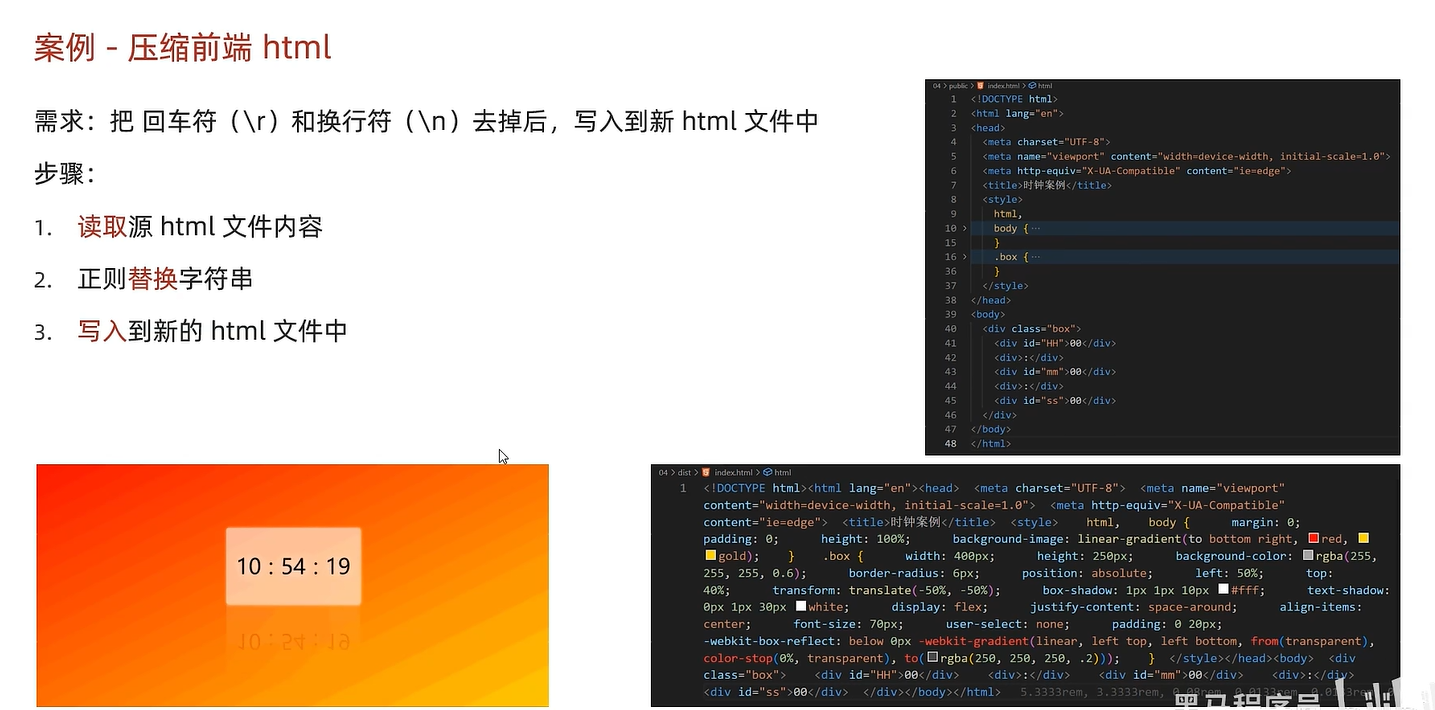 案例 - 压缩前端 html
需求：把 回车符（\r）和换行符（\n）去掉后，写入到新 html 文件中
步骤：
1. 读取源 html 文件内容
2. 正则替换字符串
3. 写入到新的 html 文件中
04 > public > index.html > html
1 <!DOCTYPE html>
2 <html lang="en">
3 <head>
4 <meta charset="UTF-8">
5 <meta name="viewport" content="width=device-width, initial-scale=1.0">
6 <meta http-equiv="X-UA-Compatible" content="ie=edge">
7 <title>时钟案例</title>
8 <style>
9 html,
10 > body { ···
15 }
16 > .box { ···
36 }
37 </style>
38 </head>
39 <body>
40 <div class="box">
41 <div id="HH">00</div>
42 <div>:</div>
43 <div id="mm">00</div>
44 <div>:</div>
45 <div id="ss">00</div>
46 </div>
47 </body>
48 </html>
10 : 54 : 19
10 : 54 : 19
04 > dist > index.html > html
1 <!DOCTYPE html><html lang="en"><head> <meta charset="UTF-8"> <meta name="viewport"
content="width=device-width, initial-scale=1.0"> <meta http-equiv="X-UA-Compatible"
content="ie=edge"> <title>时钟案例</title> <style> html, body { margin: 0;
padding: 0; height: 100%; background-image: linear-gradient(to bottom right, red,
gold); } .box { width: 400px; height: 250px; background-color: rgba(255,
255, 255, 0.6); border-radius: 6px; position: absolute; left: 50%; top:
40%; transform: translate(-50%, -50%); box-shadow: 1px 1px 10px #fff; text-shadow:
0px 1px 30px white; display: flex; justify-content: space-around; align-items:
center; font-size: 70px; user-select: none; padding: 0 20px;
-webkit-box-reflect: below 0px -webkit-gradient(linear, left top, left bottom, from(transparent),
color-stop(0%, transparent), to(rgba(250, 250, 250, .2))); } </style></head><body> <div
class="box"> <div id="HH">00</div> <div>:</div> <div id="mm">00</div> <div>:</div>
<div id="ss">00</div> </div></body></html> 5.3333rem, 3.3333rem, 0.08rem, 0.0133rem,
黑马程序员